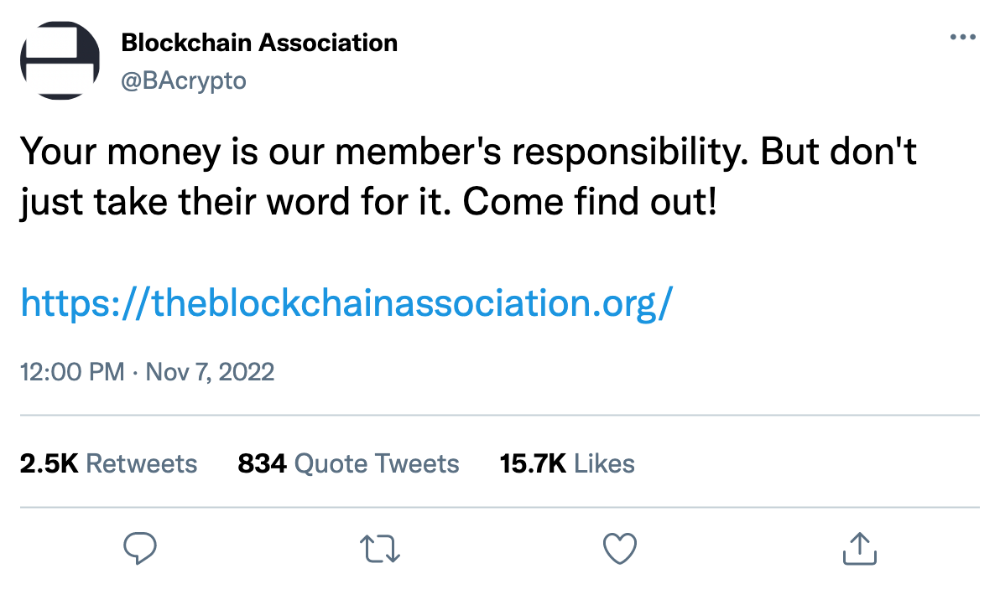 Blockchain Association
@BAcrypto
Your money is our member's responsibility. But don't
just take their word for it. Come find out!
https://theblockchainassociation.org/
12:00 PM · Nov 7, 2022
2.5K Retweets 834 Quote Tweets 15.7K Likes